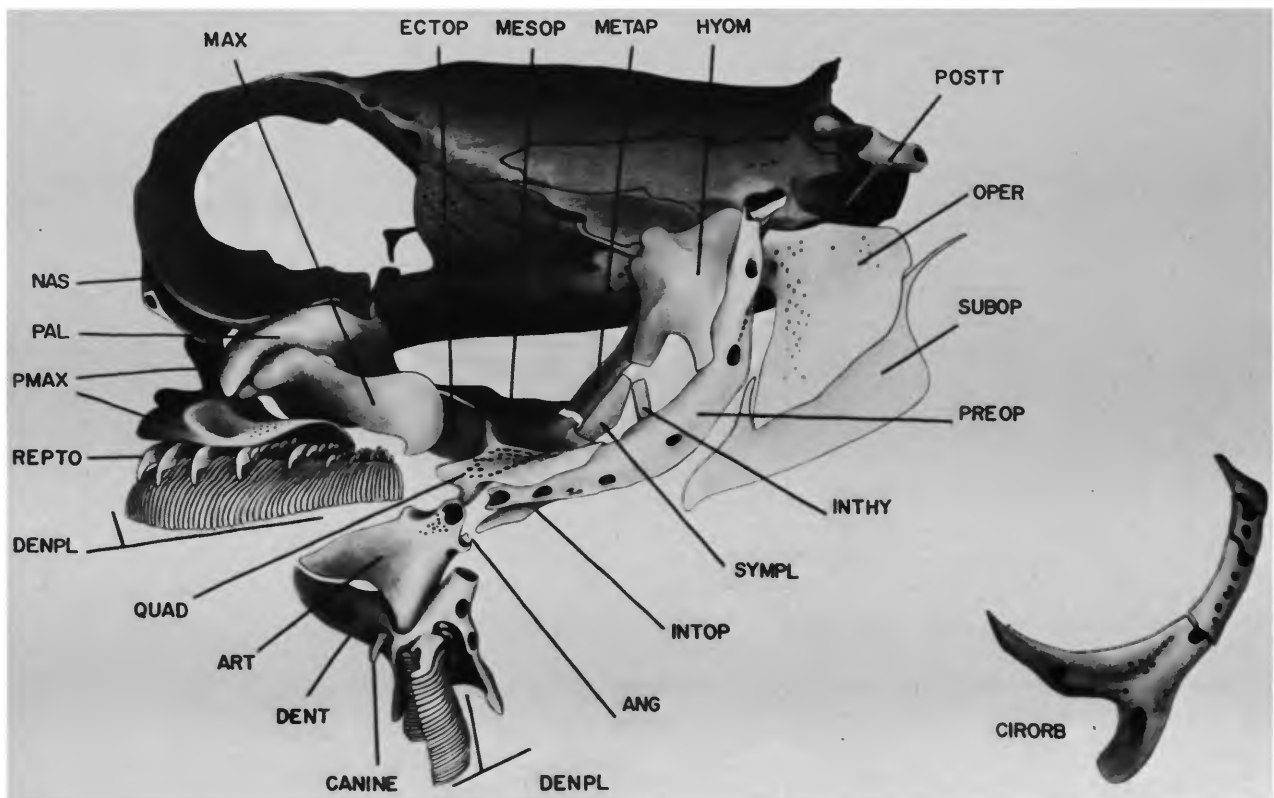 MAX
ECTOP
MESOP
METAP
HYOM
POSTT
OPER
NAS
SUBOP
PAL
PMAX
PREOP
REPTO
INTHY
DENPL
SYMPL
QUAD
INTOP
ART
ANG
DENT
CIRORB
CANINE
DENPL